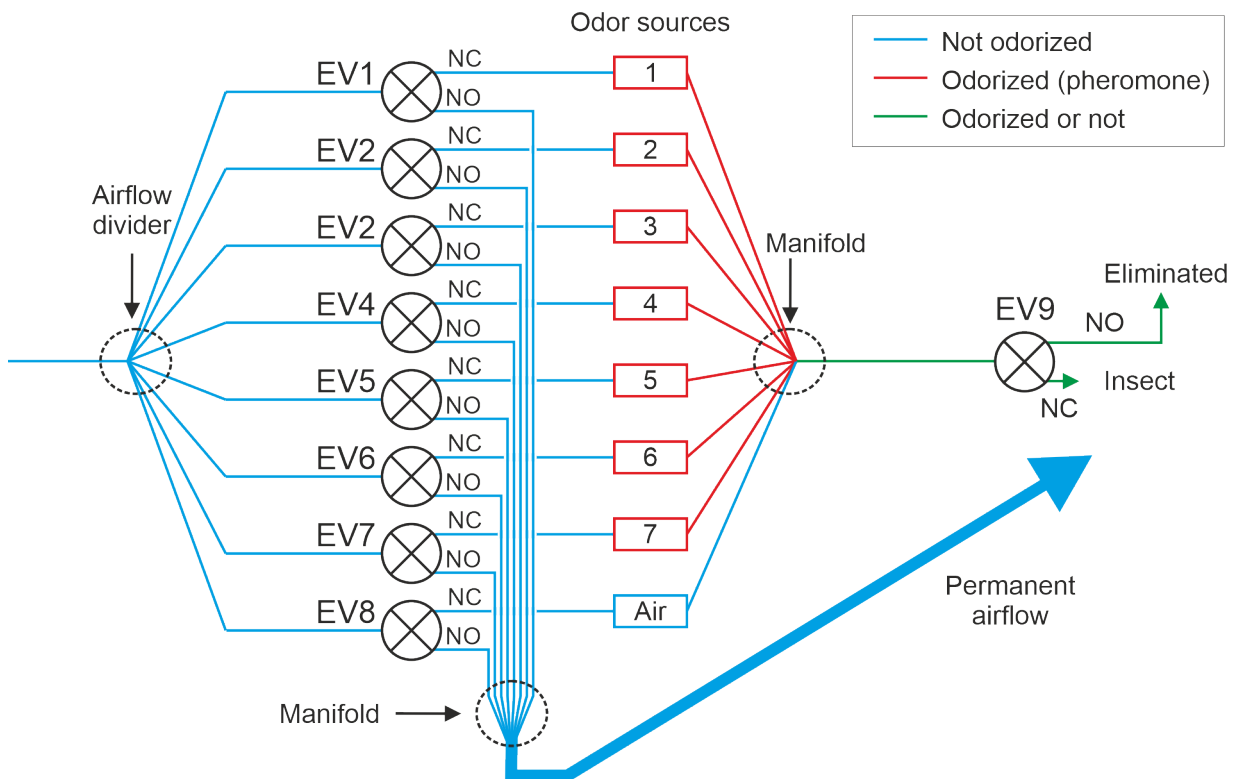 Odor sources
Not odorized
Odorized (pheromone)
Odorized or not
EV1
NC
NO
1
EV2
NC
NO
2
EV2
NC
NO
3
EV4
NC
NO
4
EV5
NC
NO
5
EV6
NC
NO
6
EV7
NC
NO
7
EV8
NC
NO
Air
Airflow
divider
Manifold
Manifold
EV9
NO
NC
Eliminated
Insect
Permanent
airflow